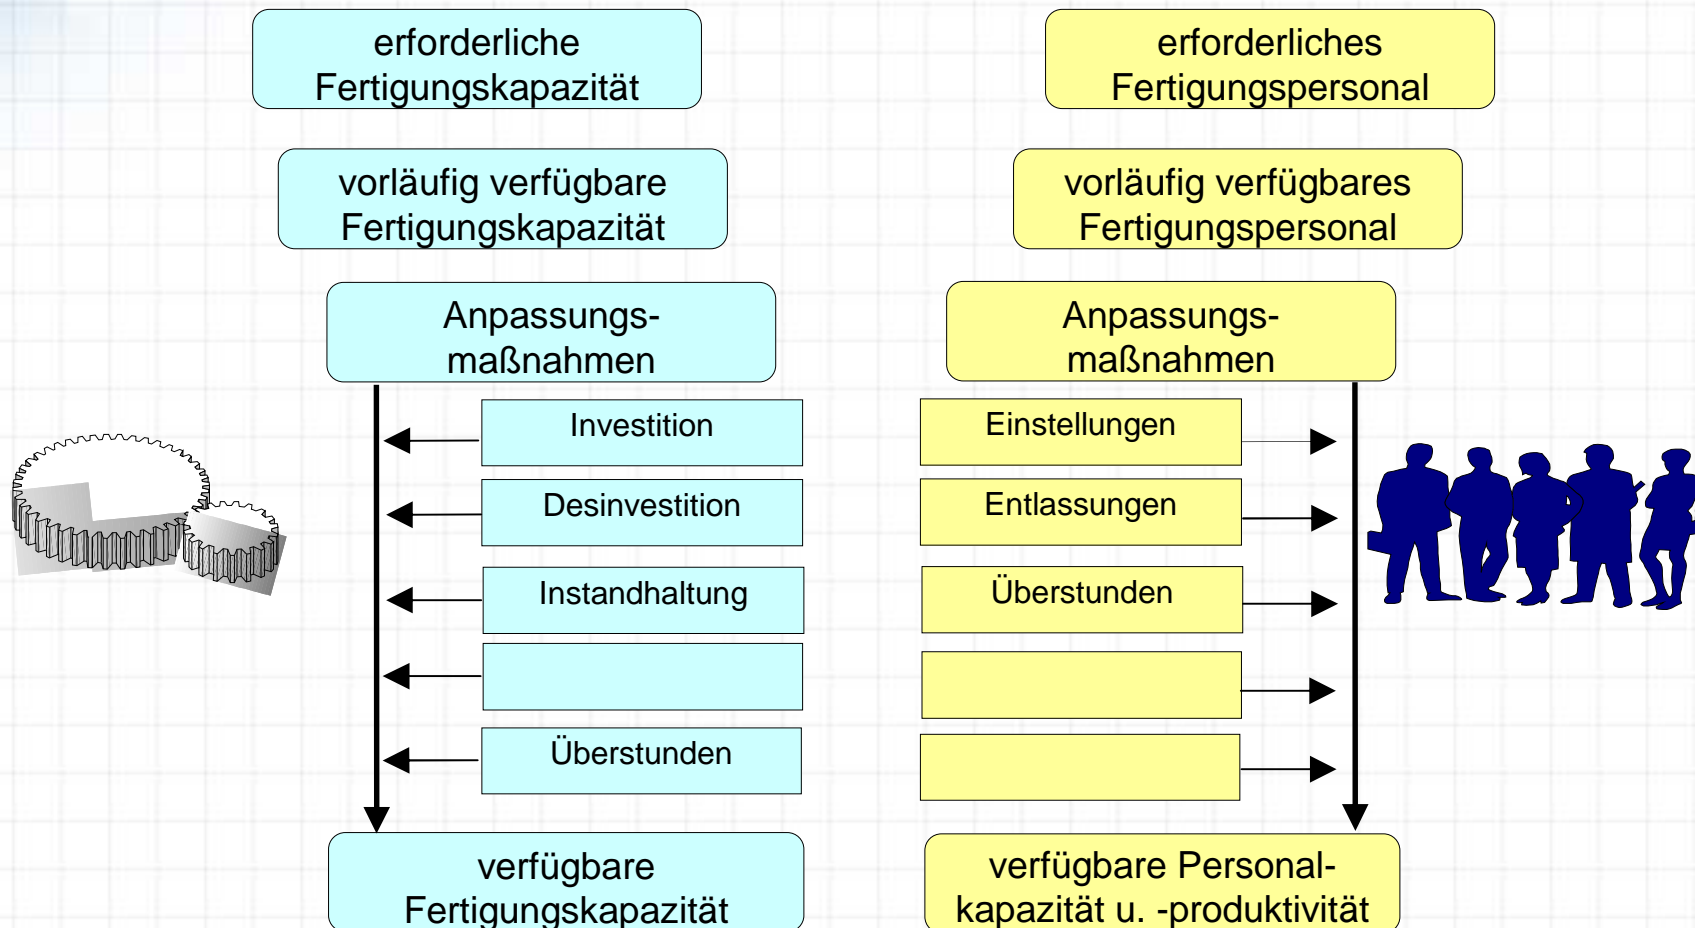 erforderliche
Fertigungskapazität
erforderliches
Fertigungspersonal
vorläufig verfügbare
Fertigungskapazität
vorläufig verfügbares
Fertigungspersonal
Anpassungs-
maßnahmen
Anpassungs-
maßnahmen
Investition
Einstellungen
Desinvestition
Entlassungen
Instandhaltung
Überstunden
Überstunden
verfügbare
Fertigungskapazität
verfügbare Personal-
kapazität u. -produktivität